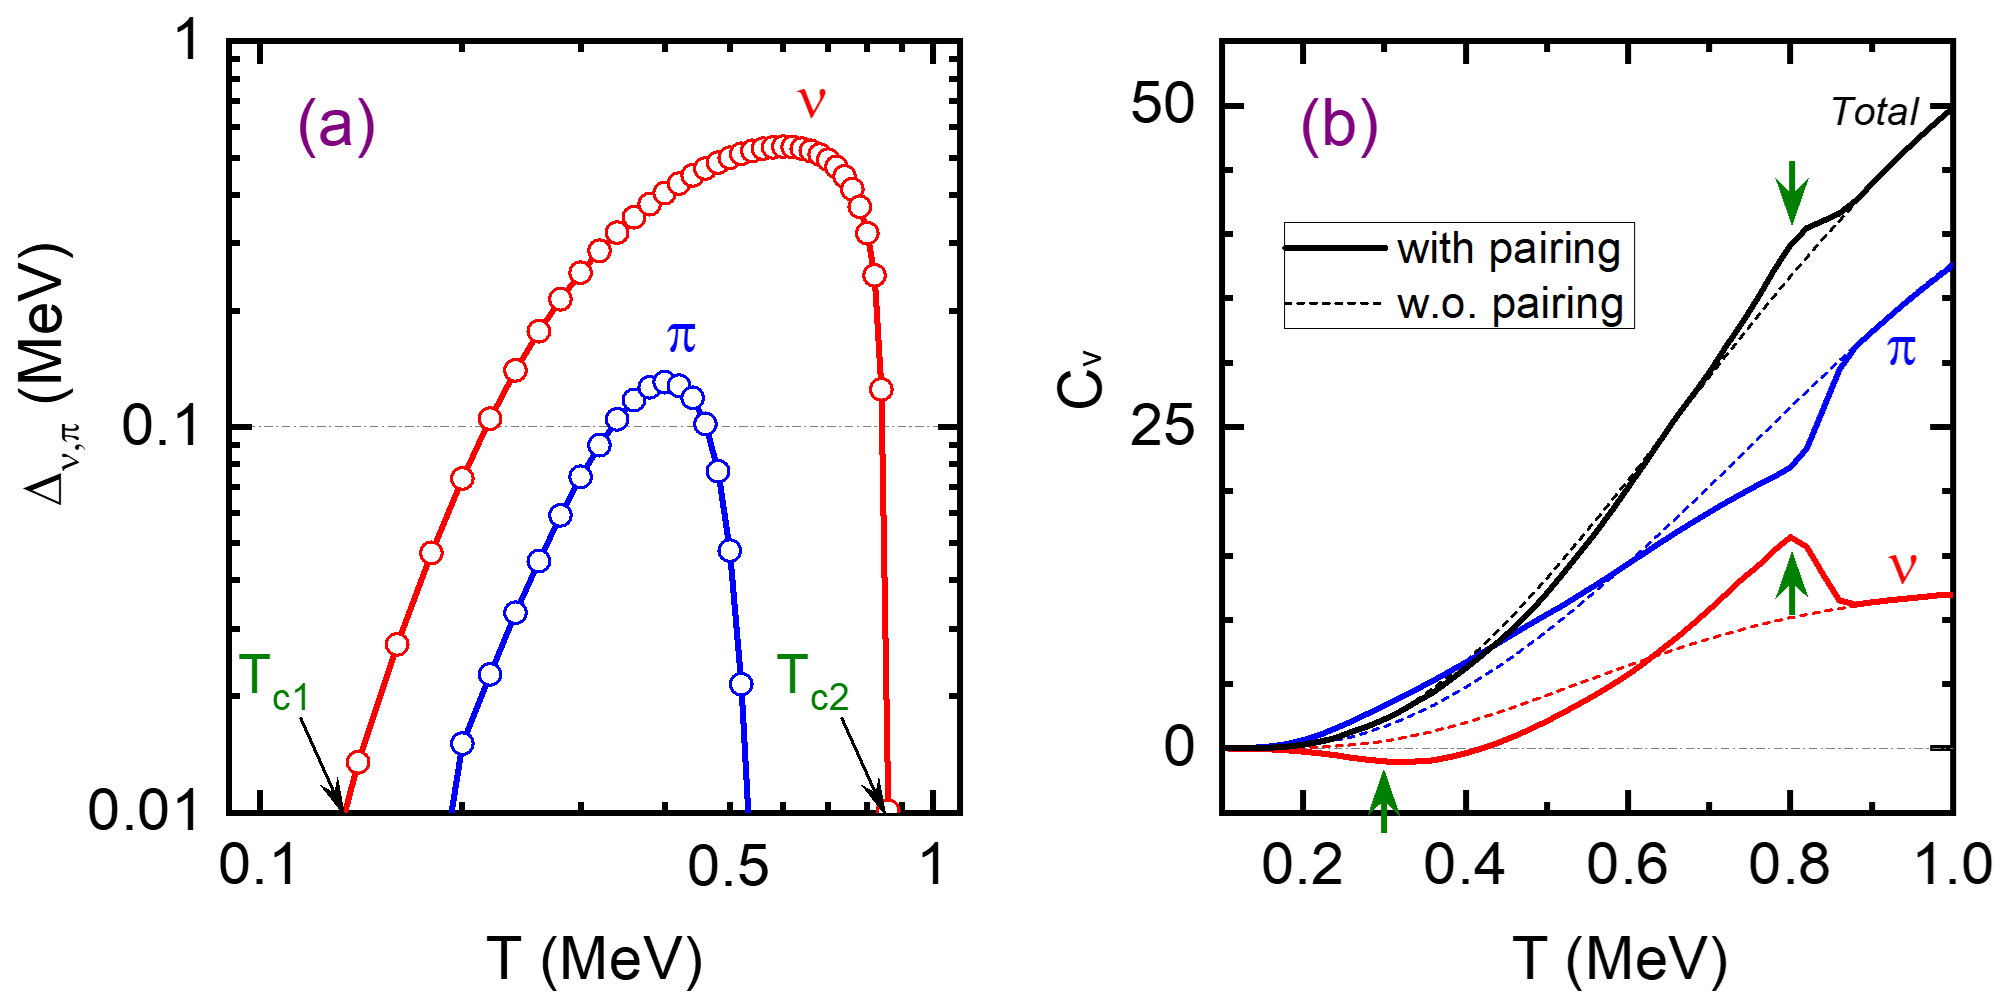 (a)
ν
π
1
0.1
0.01
Δν,π (MeV)
Tc1
Tc2
0.1
0.5
1
T (MeV)
(b)
Total
with pairing
w.o. pairing
π
ν
50
25
0
Cv
0.2
0.4
0.6
0.8
1.0
T (MeV)